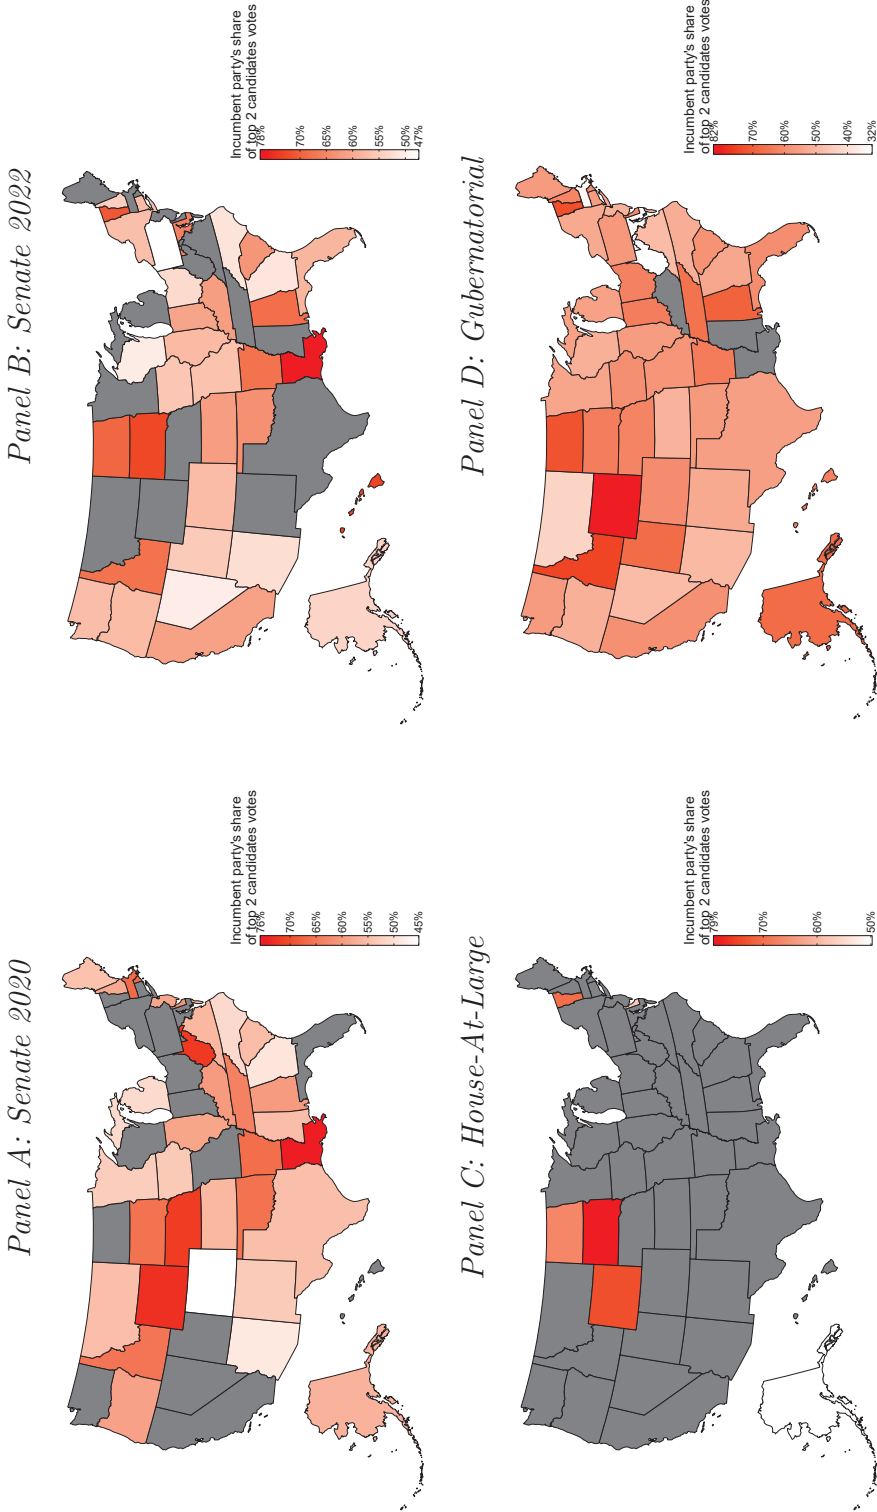 Panel A: Senate 2020
Incumbent party's share
of top 2 candidates votes
76%
70%
65%
60%
55%
50%
45%
Panel B: Senate 2022
Incumbent party's share
of top 2 candidates votes
78%
70%
65%
60%
55%
50%
47%
Panel C: House-At-Large
Incumbent party's share
of top 2 candidates votes
79%
70%
60%
50%
Panel D: Gubernatorial
Incumbent party's share
of top 2 candidates votes
82%
70%
60%
50%
40%
32%